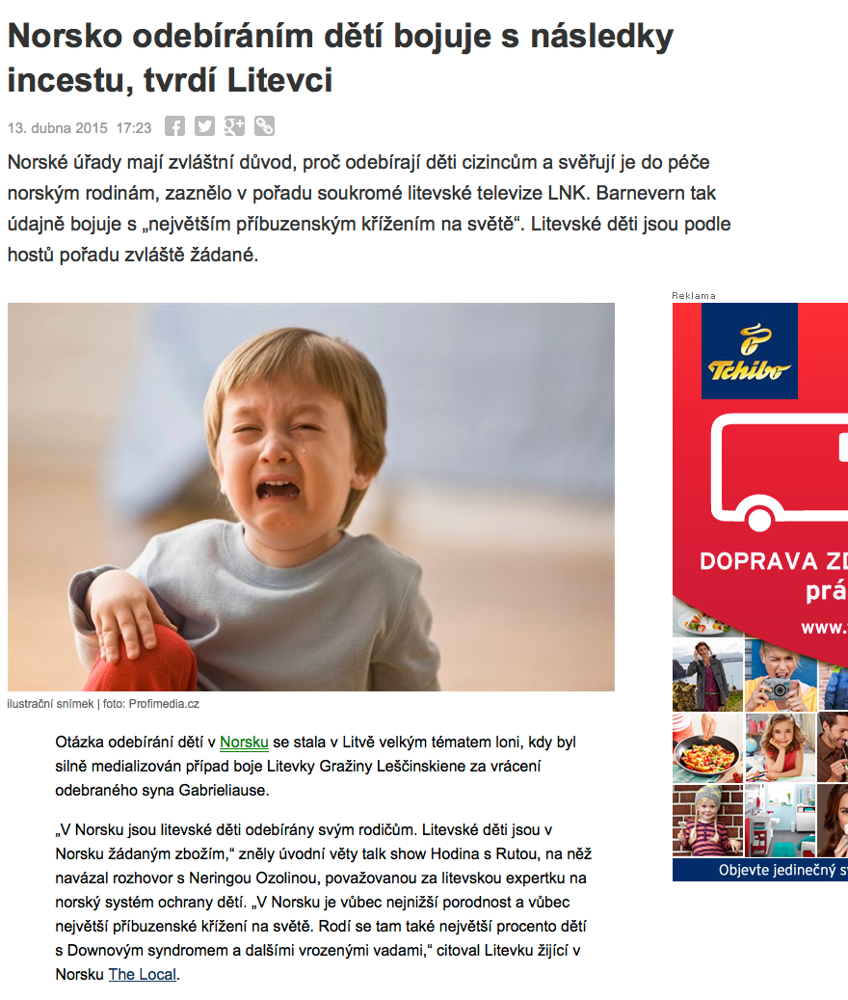 Norsko odebíráním dětí bojuje s následky
incestu, tvrdí Litevci
13. dubna 2015 17:23
Norské úřady mají zvláštní důvod, proč odebírají děti cizincům a svěřují je do péče
norským rodinám, zaznělo v pořadu soukromé litevské televize LNK. Barnevern tak
údajně bojuje s „největším příbuzenským křížením na světě“. Litevské děti jsou podle
hostů pořadu zvláště žádané.
Reklama
Tchibo
DOPRAVA
www.
Objevte jedinečný
ilustrační snímek | foto: Profimedia.cz
Otázka odebírání dětí v Norsku se stala v Litvě velkým tématem loni, kdy byl
silně medializován případ boje Litevky Gražiny Leščinskiene za vrácení
odebraného syna Gabrieliause.
„V Norsku jsou litevské děti odebírány svým rodičům. Litevské děti jsou v
Norsku žádaným zbožím,“ zněly úvodní věty talk show Hodina s Rutou, na něž
navázal rozhovor s Neringou Ozolinou, považovanou za litevskou expertku na
norský systém ochrany dětí. „V Norsku je vůbec nejnižší porodnost a vůbec
největší příbuzenské křížení na světě. Rodí se tam také největší procento dětí
s Downovým syndromem a dalšími vrozenými vadami,“ citoval Litevku žijící v
Norsku The Local.